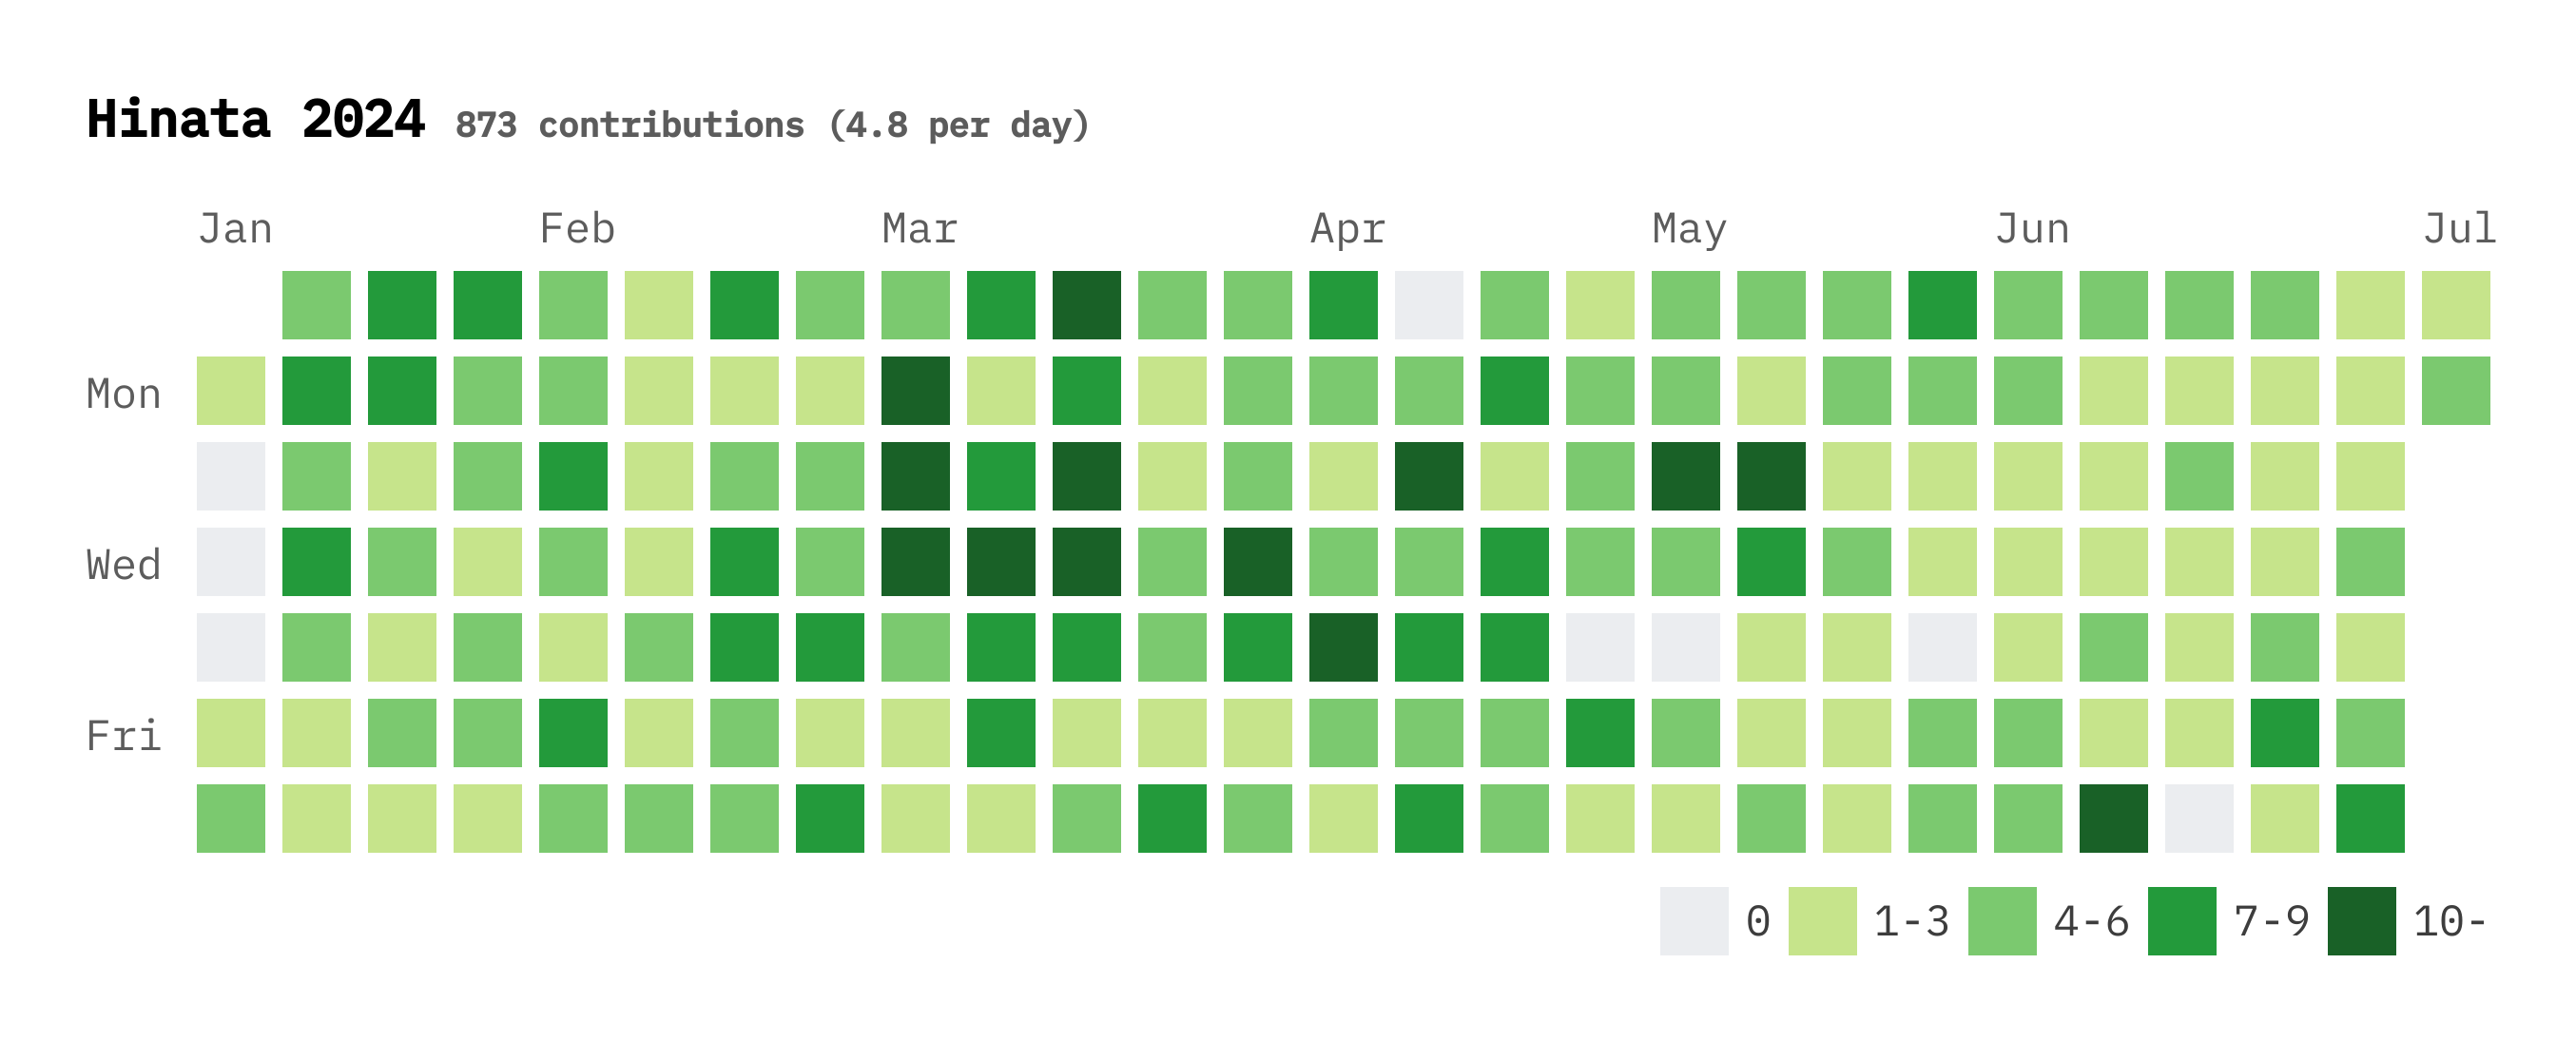 Hinata 2024 873 contributions (4.8 per day)
Jan Feb Mar Apr May Jun Jul
Mon
Wed
Fri
0 1-3 4-6 7-9 10-